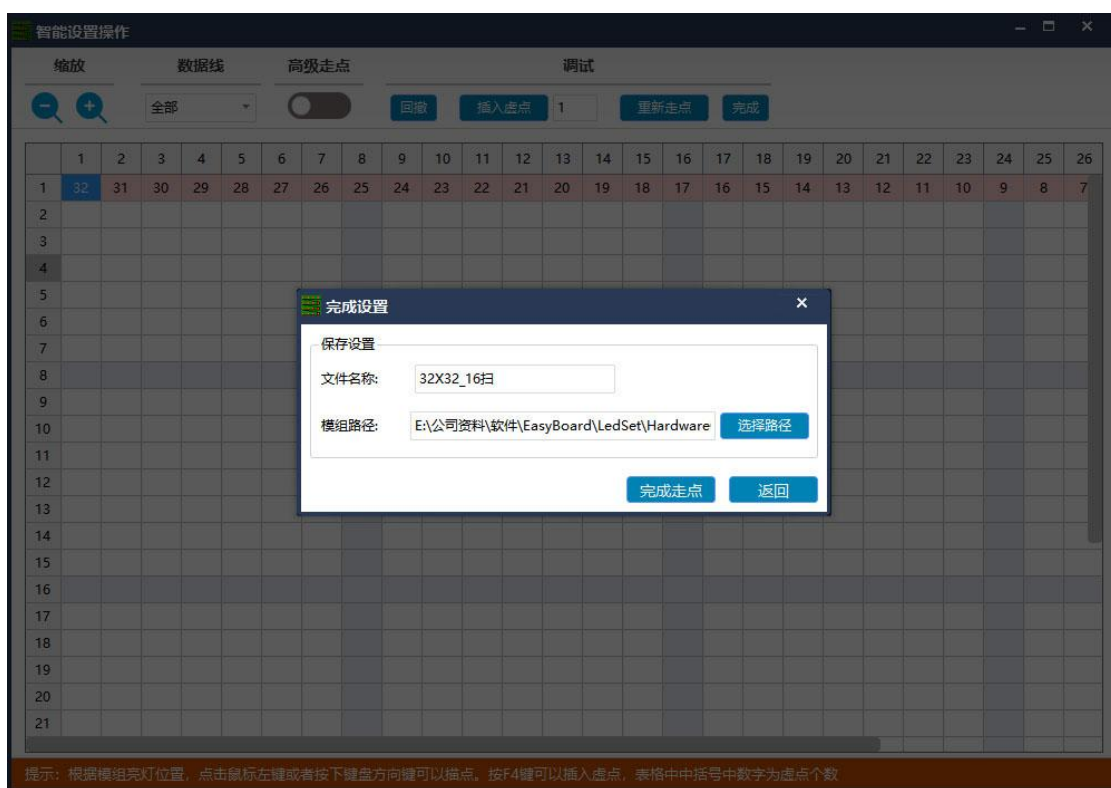 智能设置操作
缩放 数据线 高级走点 调试
全部 回撤 插入虚点 1 重新走点 完成
1 2 3 4 5 6 7 8 9 10 11 12 13 14 15 16 17 18 19 20 21 22 23 24 25 26
1 32 31 30 29 28 27 26 25 24 23 22 21 20 19 18 17 16 15 14 13 12 11 10 9 8 7
2
3
4
5
6
7
8
9
10
11
12
13
14
15
16
17
18
19
20
21
完成设置
保存设置
文件名称: 32X32_16扫
模组路径: E:\公司资料\软件\EasyBoard\LedSet\Hardware 选择路径
完成走点 返回
提示: 根据模组亮灯位置, 点击鼠标左键或者按下键盘方向键可以描点。按F4键可以插入虚点, 表格中中括号中数字为虚点个数